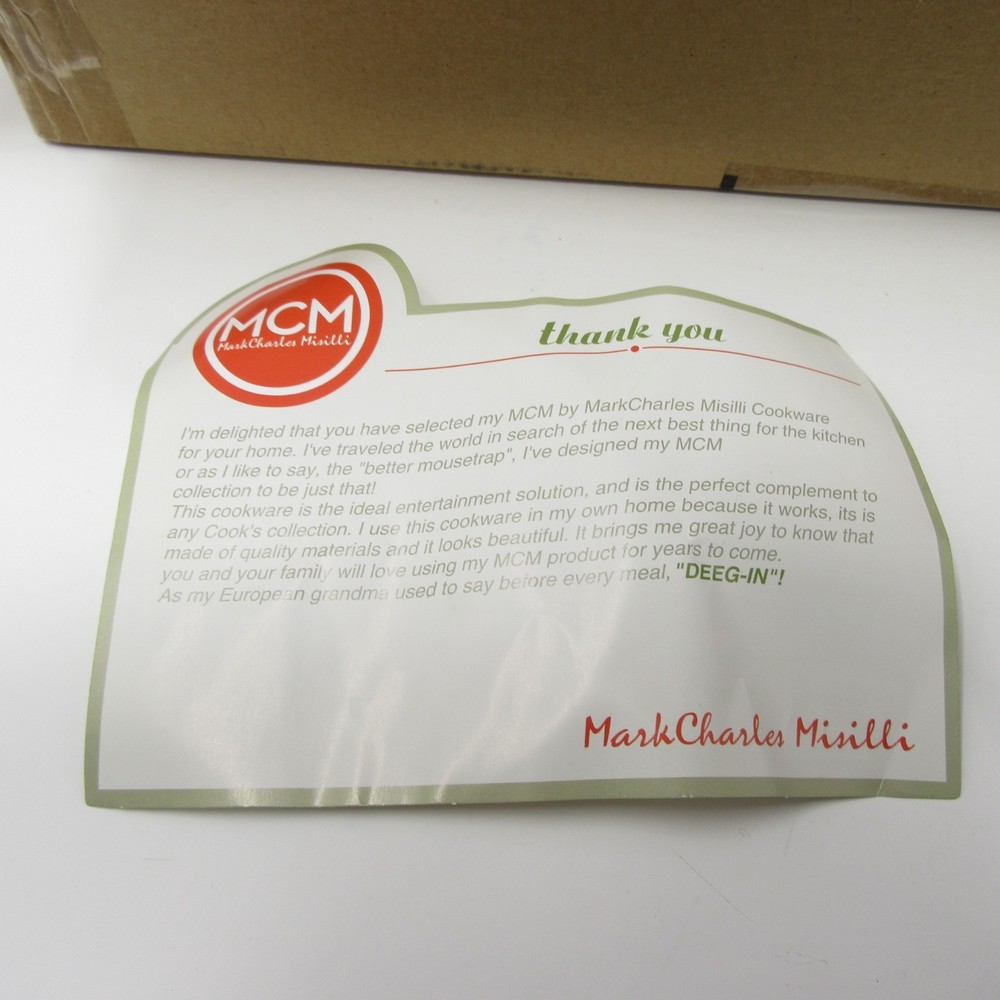 MCM
MarkCharles Misilli
thank you
I'm delighted that you have selected my MCM by MarkCharles Misilli Cookware
for your home. I've traveled the world in search of the next best thing for the kitchen
or as I like to say, the "better mousetrap", I've designed my MCM
collection to be just that!
This cookware is the ideal entertainment solution, and is the perfect complement to
any Cook's collection. I use this cookware in my own home because it works, its is
made of quality materials and it looks beautiful. It brings me great joy to know that
you and your family will love using my MCM product for years to come.
As my European grandma used to say before every meal, "DEEG-IN"!
MarkCharles Misilli